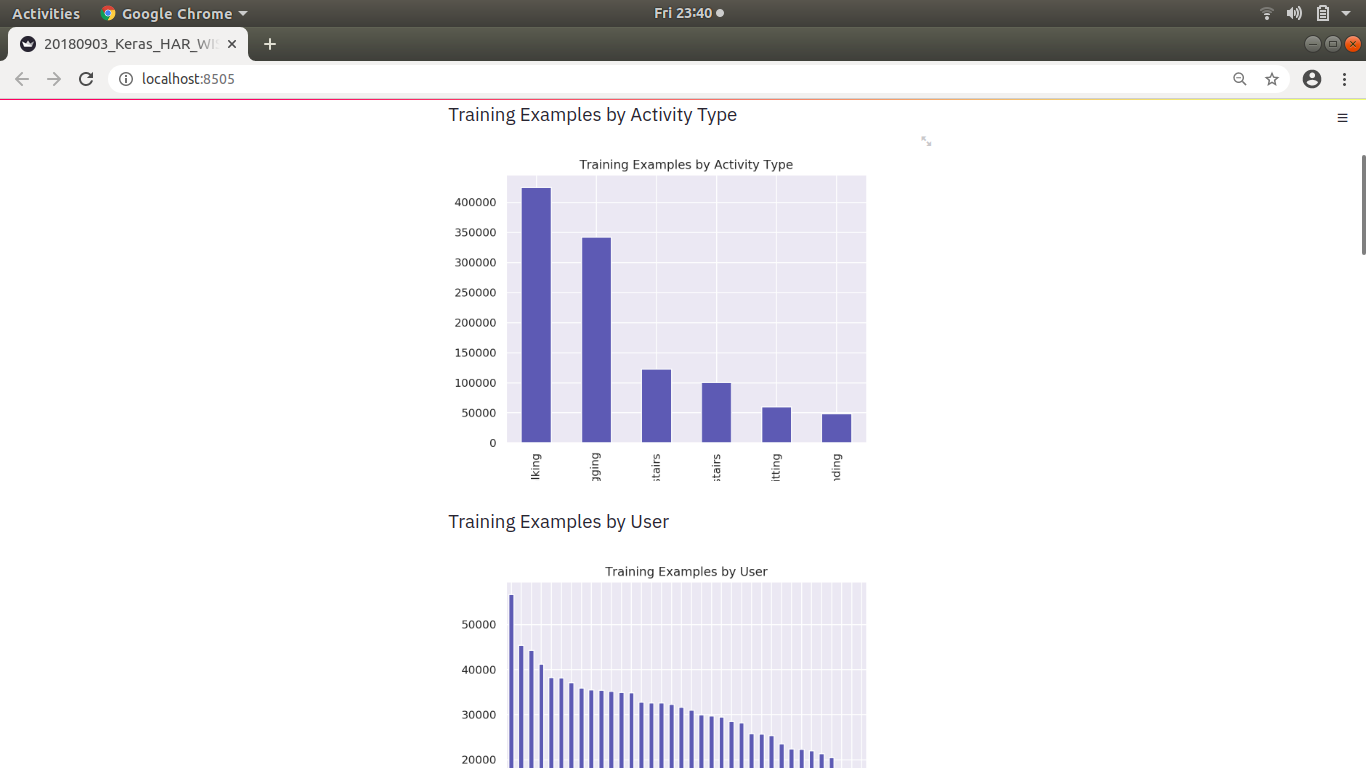 Activities Google Chrome Fri 23:40
20180903_Keras_HAR_WIS
localhost:8505
Training Examples by Activity Type
Training Examples by Activity Type
400000
350000
300000
250000
200000
150000
100000
50000
0
lking
gging
stairs
stairs
itting
nding
Training Examples by User
Training Examples by User
50000
40000
30000
20000